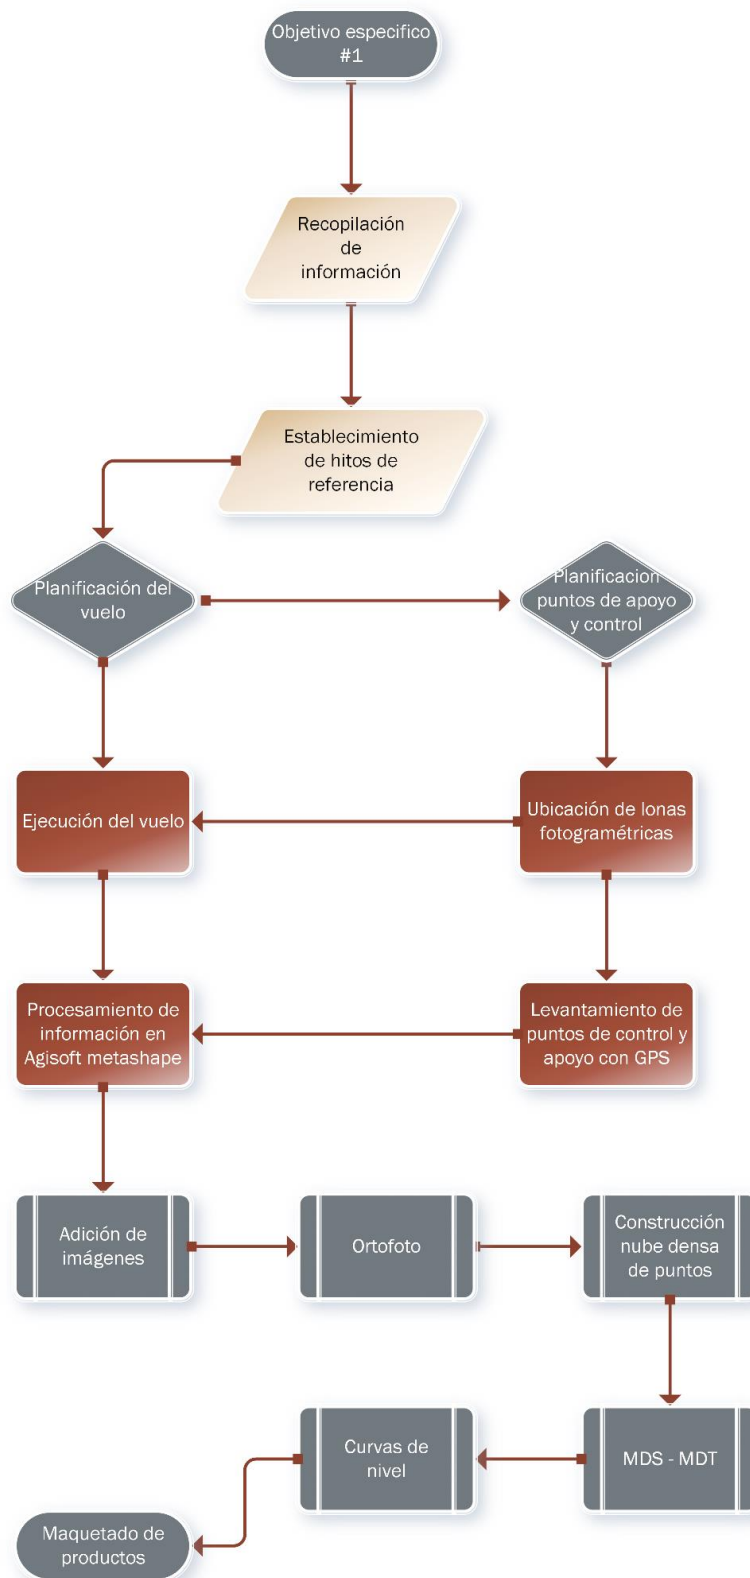 Objetivo especifico
#1
Recopilación
de
información
Establecimiento
de hitos de
referencia
Planificación del
vuelo
Planificacion
puntos de apoyo
y control
Ejecución del vuelo
Ubicación de lonas
fotogramétricas
Procesamiento de
información en
Agisoft metashape
Levantamiento de
puntos de control y
apoyo con GPS
Adición de
imágenes
Ortofoto
Construcción
nube densa
de puntos
Curvas de
nivel
MDS - MDT
Maquetado de
productos